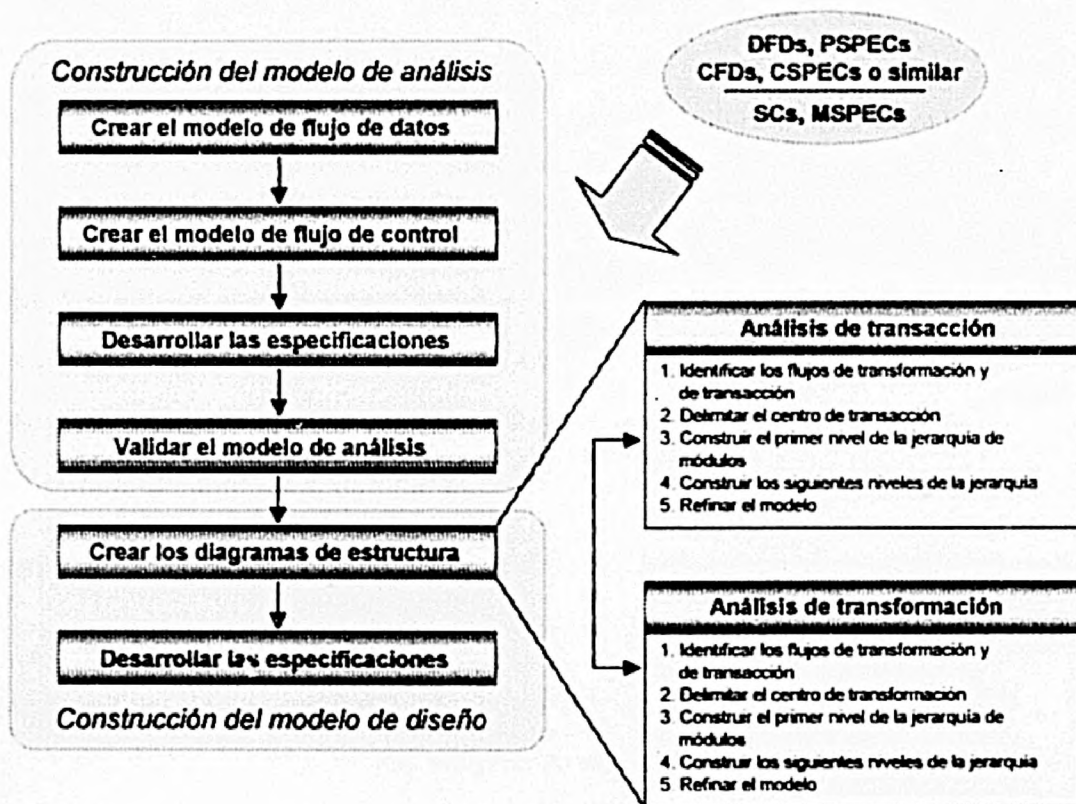 Construcción del modelo de análisis
Crear el modelo de flujo de datos
Crear el modelo de flujo de control
Desarrollar las especificaciones
Validar el modelo de análisis
Crear los diagramas de estructura
Desarrollar las especificaciones
Construcción del modelo de diseño
DFDs, PSPECs
CFDs, CSPECs o similar
SCs, MSPECs
Análisis de transacción
1. Identificar los flujos de transformación y
de transacción
2. Delimitar el centro de transacción
3. Construir el primer nivel de la jerarquía de
módulos
4. Construir los siguientes niveles de la jerarquía
5. Refinar el modelo
Análisis de transformación
1. Identificar los flujos de transformación y
de transacción
2. Delimitar el centro de transformación
3. Construir el primer nivel de la jerarquía de
módulos
4. Construir los siguientes niveles de la jerarquía
5. Refinar el modelo